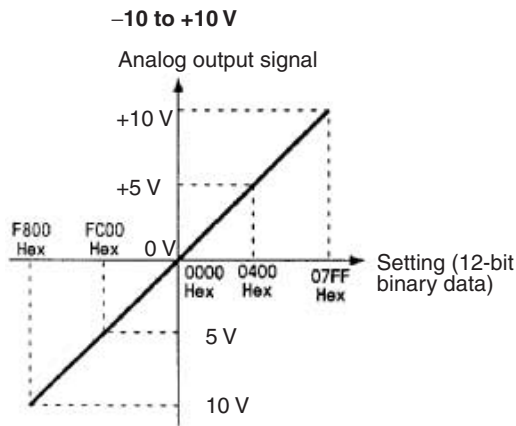 –10 to +10 V
Analog output signal
+10 V
+5 V
F800
Hex
FC00
Hex
0 V
0000
Hex
0400
Hex
07FF
Hex
Setting (12-bit
binary data)
5 V
10 V